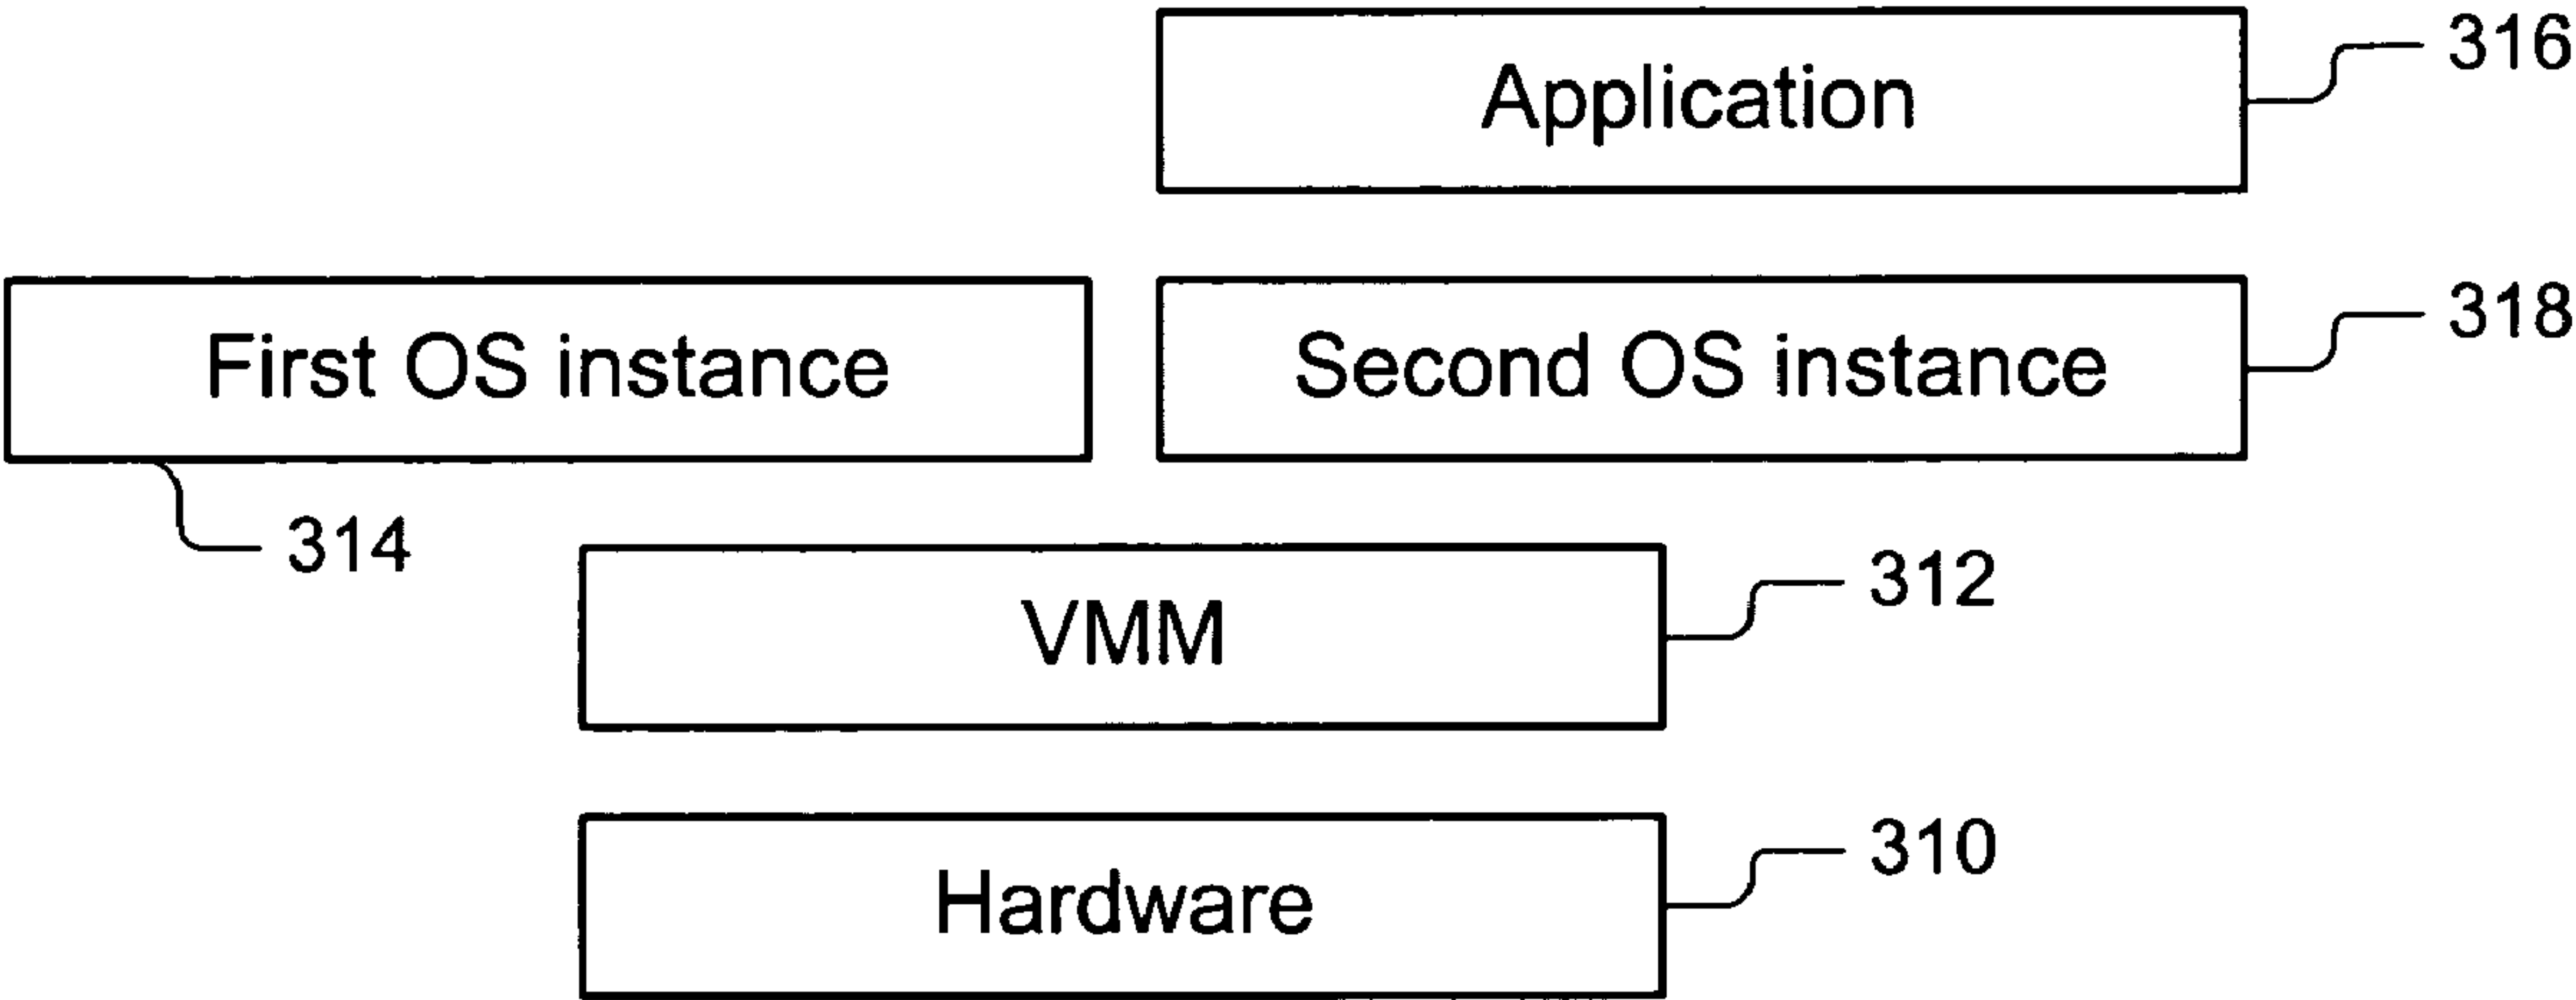 Application
316
First OS instance
Second OS instance
318
314
VMM
312
Hardware
310